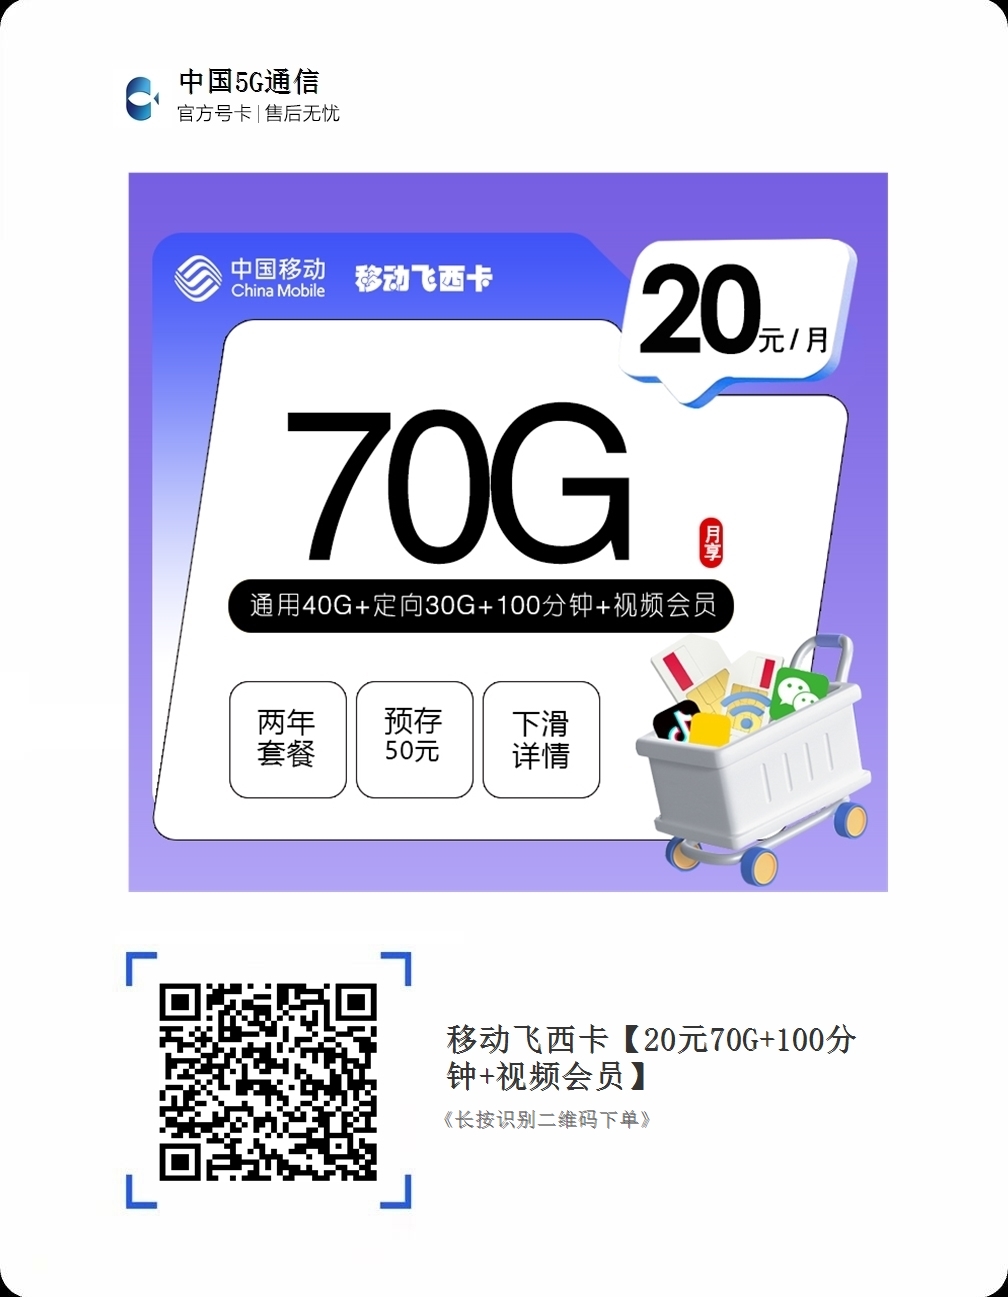 中国5G通信
官方号卡|售后无忧
中国移动
China Mobile
移动飞西卡
20元/月
70G
月享
通用40G+定向30G+100分钟+视频会员
两年
套餐
预存
50元
下滑
详情
移动飞西卡【20元70G+100分
钟+视频会员】
《长按识别二维码下单》